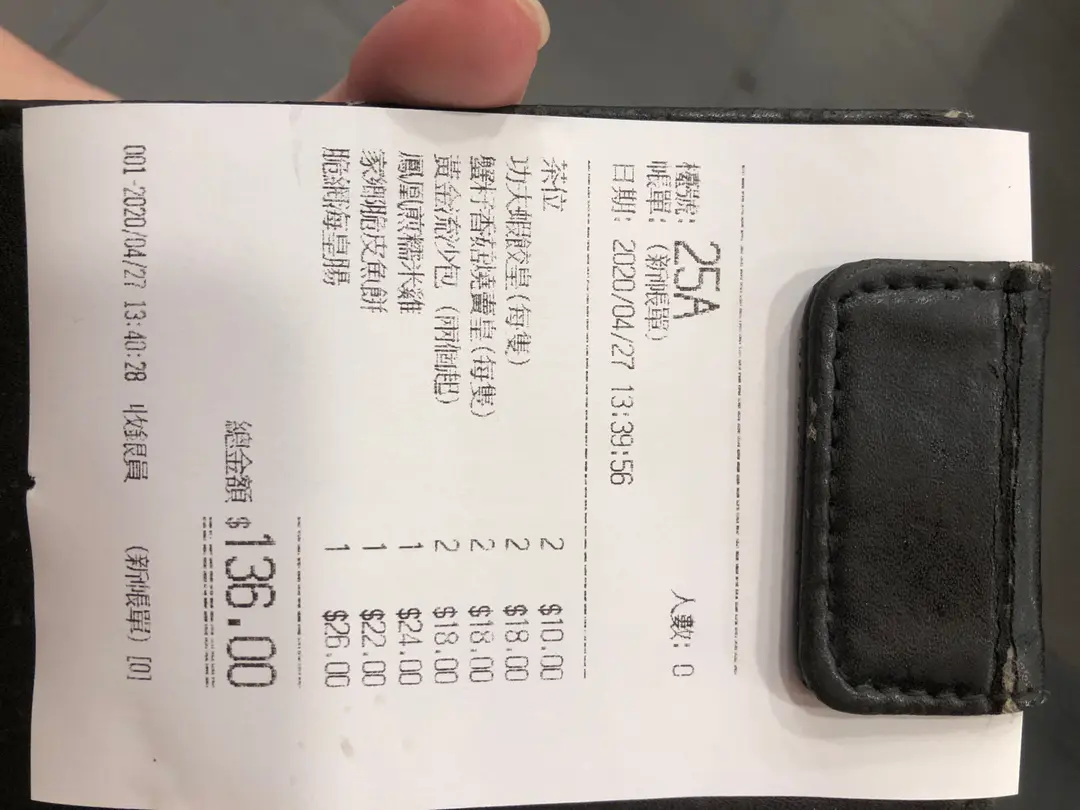 檯號: 25A 人數: 0
帳單: (新帳單)
日期: 2020/04/27 13:39:56
茶位 2 $10.00
功夫蝦餃皇(每隻) 2 $18.00
蟹籽香菇燒賣皇(每隻) 2 $18.00
黃金流沙包 (兩個起) 2 $18.00
鳳凰煎糯米雞 1 $24.00
家鄉脆皮魚餅 1 $22.00
脆網海皇腸 1 $26.00
總金額 $136.00
001-2020/04/27 13:40:28 收銀員 (新帳單) [0]